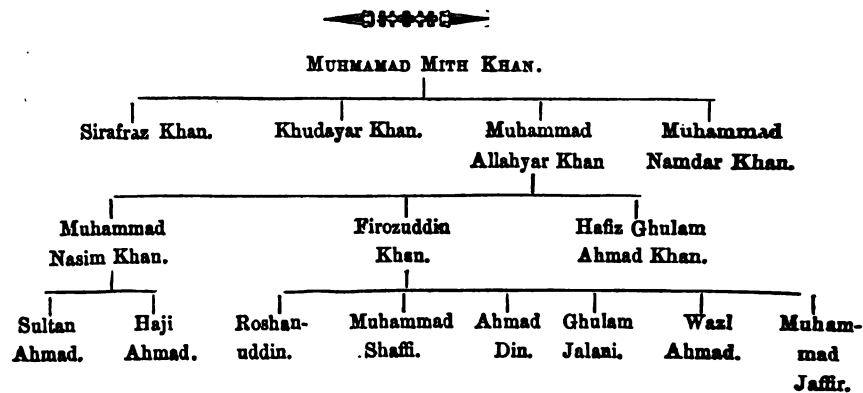 MUHMAMAD MITH KHAN.
Sirafraz Khan. Khudayar Khan. Muhammad Muhammad
Allahyar Khan Namdar Khan.
Muhammad Firozuddin Hafiz Ghulam
Nasim Khan. Khan. Ahmad Khan.
Sultan Haji Roshan- Muhammad Ahmad Ghulam Wazl Muham-
Ahmad. Ahmad. uddin. Shaffi. Din. Jalani. Ahmad. mad
Jaffir.